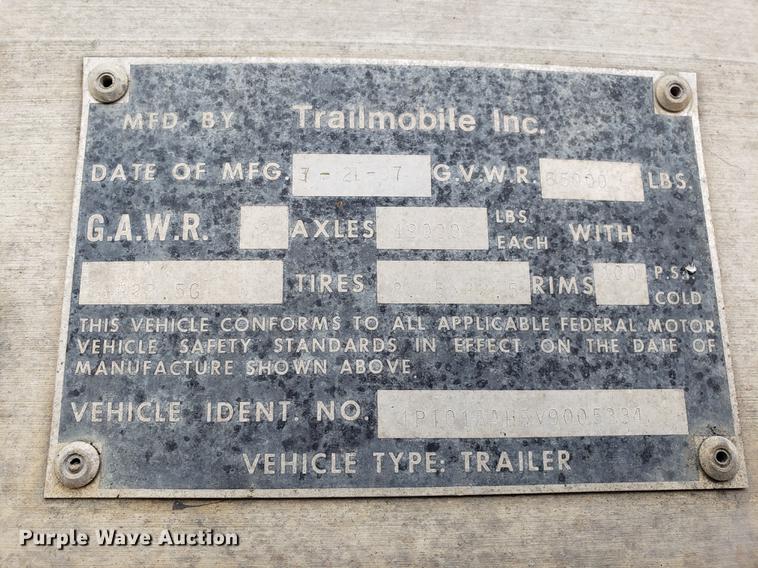 MFD. BY Trailmobile Inc.
DATE OF MFG. G.V.W.R. LBS.
G.A.W.R. 2 AXLES LBS. EACH WITH
TIRES RIMS 100 P.S.I. COLD
THIS VEHICLE CONFORMS TO ALL APPLICABLE FEDERAL MOTOR
VEHICLE SAFETY STANDARDS IN EFFECT ON THE DATE OF
MANUFACTURE SHOWN ABOVE.
VEHICLE IDENT. NO.
VEHICLE TYPE: TRAILER
Purple Wave Auction